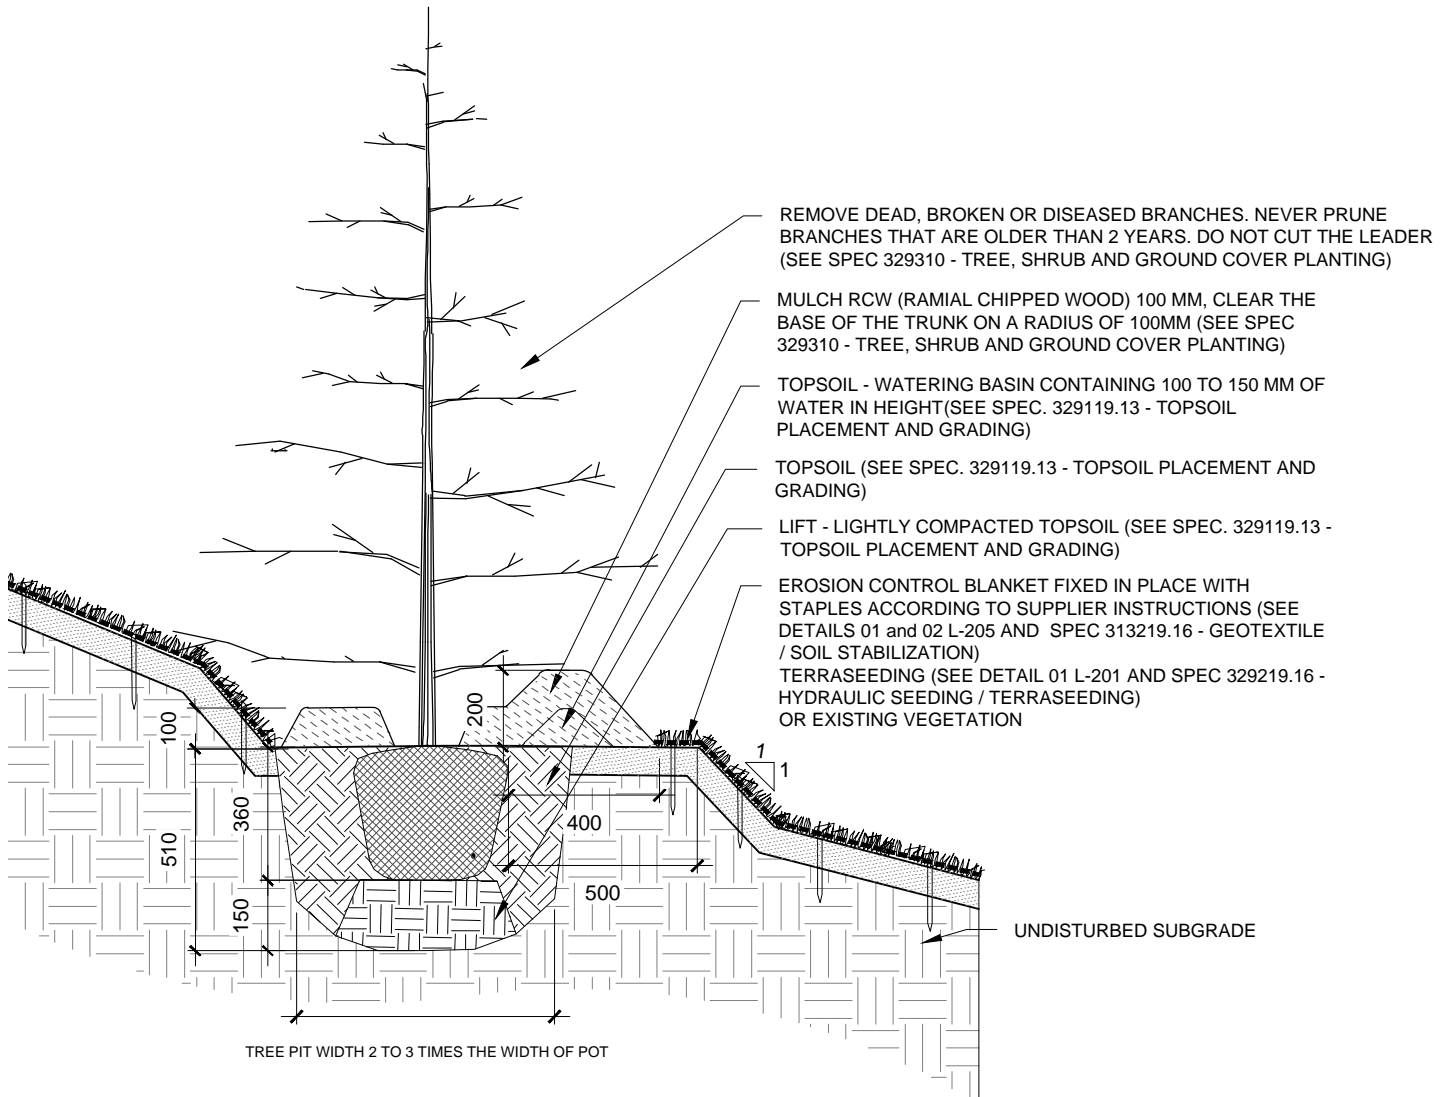 REMOVE DEAD, BROKEN OR DISEASED BRANCHES. NEVER PRUNE
BRANCHES THAT ARE OLDER THAN 2 YEARS. DO NOT CUT THE LEADER
(SEE SPEC 329310 - TREE, SHRUB AND GROUND COVER PLANTING)
MULCH RCW (RAMIAL CHIPPED WOOD) 100 MM, CLEAR THE
BASE OF THE TRUNK ON A RADIUS OF 100MM (SEE SPEC
329310 - TREE, SHRUB AND GROUND COVER PLANTING)
TOPSOIL - WATERING BASIN CONTAINING 100 TO 150 MM OF
WATER IN HEIGHT(SEE SPEC. 329119.13 - TOPSOIL
PLACEMENT AND GRADING)
TOPSOIL (SEE SPEC. 329119.13 - TOPSOIL PLACEMENT AND
GRADING)
LIFT - LIGHTLY COMPACTED TOPSOIL (SEE SPEC. 329119.13 -
TOPSOIL PLACEMENT AND GRADING)
EROSION CONTROL BLANKET FIXED IN PLACE WITH
STAPLES ACCORDING TO SUPPLIER INSTRUCTIONS (SEE
DETAILS 01 and 02 L-205 AND SPEC 313219.16 - GEOTEXTILE
/ SOIL STABILIZATION)
TERRASEEDING (SEE DETAIL 01 L-201 AND SPEC 329219.16 -
HYDRAULIC SEEDING / TERRASEEDING)
OR EXISTING VEGETATION
100
200
1
1
360
510
400
500
150
UNDISTURBED SUBGRADE
TREE PIT WIDTH 2 TO 3 TIMES THE WIDTH OF POT